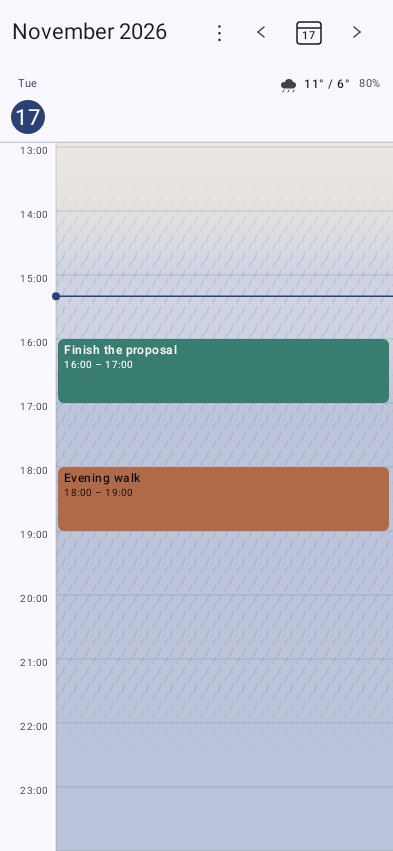 November 2026
17
Tue
11° / 6° 80%
17
13:00
14:00
15:00
16:00
Finish the proposal
16:00 – 17:00
17:00
18:00
Evening walk
18:00 – 19:00
19:00
20:00
21:00
22:00
23:00